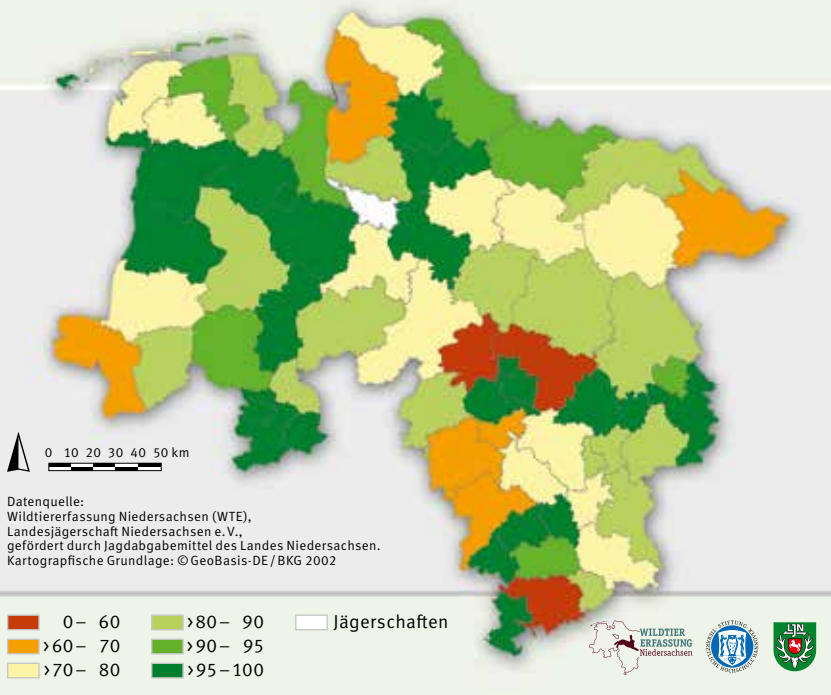 0 10 20 30 40 50 km
Datenquelle:
Wildtiererfassung Niedersachsen (WTE),
Landesjägerschaft Niedersachsen e. V.,
gefördert durch Jagdabgabemittel des Landes Niedersachsen.
Kartografische Grundlage: © GeoBasis-DE / BKG 2002
0 – 60
>60 – 70
>70 – 80
>80 – 90
>90 – 95
>95 – 100
Jägerschaften
WILDTIER
ERFASSUNG
Niedersachsen
LJN